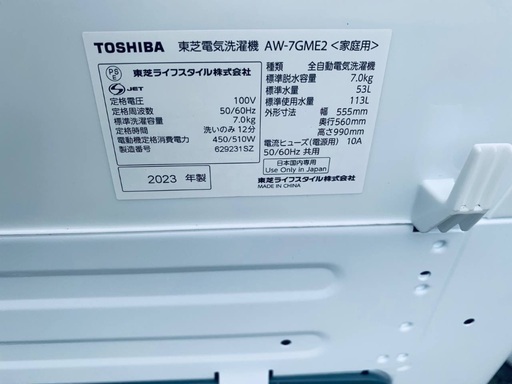 TOSHIBA 東芝電気洗濯機 AW-7GME2 <家庭用>
PS E
JET
東芝ライフスタイル株式会社
定格電圧 100V
定格周波数 50/60Hz
標準洗濯容量 7.0kg
定格時間 洗いのみ 12分
電動機定格消費電力 450/510W
製造番号 629231SZ
2023 年製
種類 全自動電気洗濯機
標準脱水容量 7.0kg
標準水量 53L
標準使用水量 113L
外形寸法 幅 555mm
奥行560mm
高さ990mm
電流ヒューズ(電源用) 10A
50/60Hz 共用
日本国内専用
Use Only in Japan
東芝ライフスタイル株式会社
MADE IN CHINA